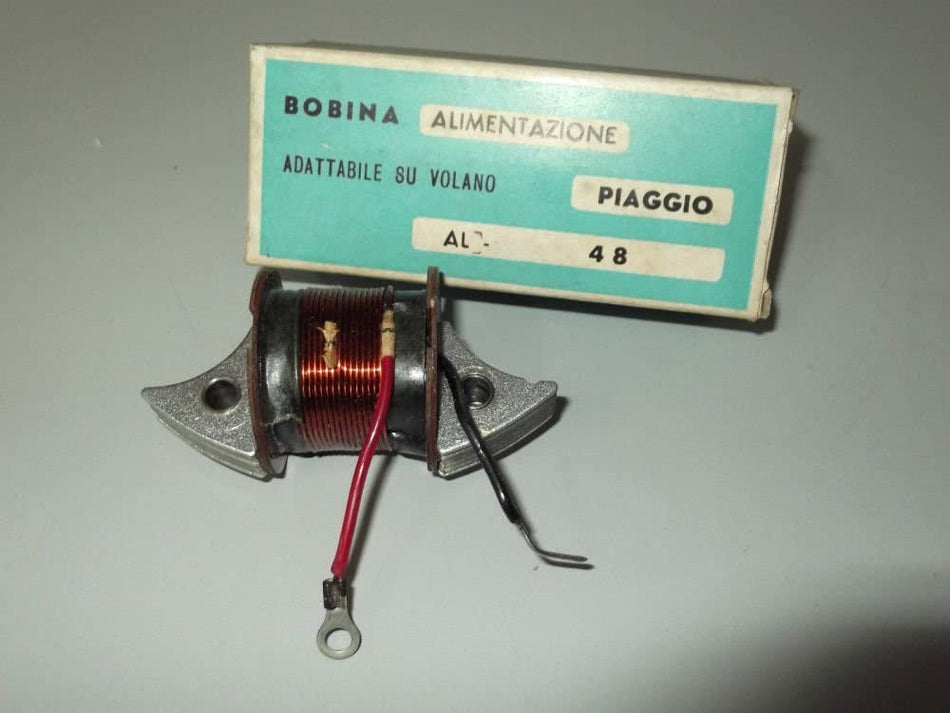 BOBINA ALIMENTAZIONE
ADATTABILE SU VOLANO
PIAGGIO
48